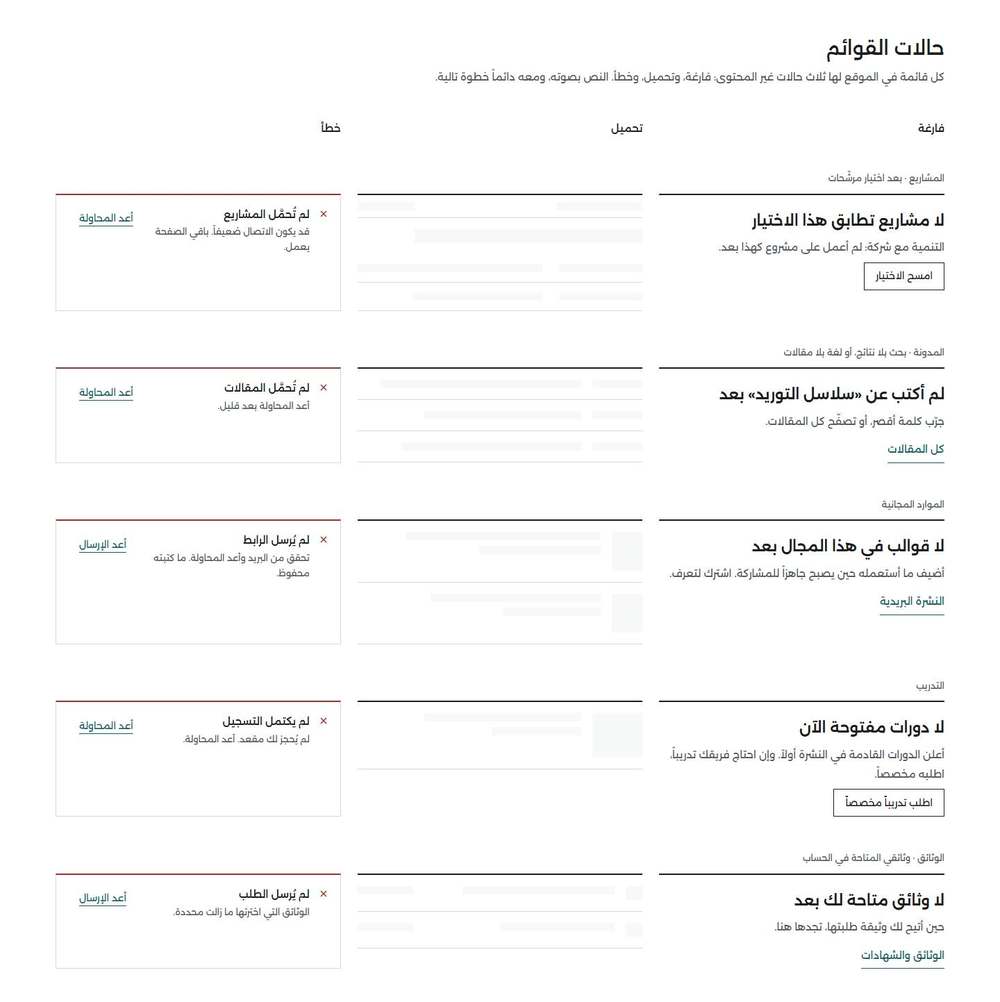 حالات القوائم
كل قائمة في الموقع لها ثلاث حالات غير المحتوى: فارغة، وتحميل، وخطأ. النص بصوته، ومعه دائماً خطوة تالية.
فارغة
تحميل
خطأ
المشاريع · بعد اختيار مرشّحات
لا مشاريع تطابق هذا الاختيار
التنمية مع شركة: لم أعمل على مشروع كهذا بعد.
امسح الاختيار
× لم تُحمَّل المشاريع
قد يكون الاتصال ضعيفاً. باقي الصفحة
يعمل.
أعد المحاولة
المدونة · بحث بلا نتائج، أو لغة بلا مقالات
لم أكتب عن «سلاسل التوريد» بعد
جرّب كلمة أقصر، أو تصفّح كل المقالات.
كل المقالات
× لم تُحمَّل المقالات
أعد المحاولة بعد قليل.
أعد المحاولة
الموارد المجانية
لا قوالب في هذا المجال بعد
أضيف ما أستعمله حين يصبح جاهزاً للمشاركة. اشترك لتعرف.
النشرة البريدية
× لم يُرسل الرابط
تحقق من البريد وأعد المحاولة. ما كتبته
محفوظ.
أعد الإرسال
التدريب
لا دورات مفتوحة الآن
أعلن الدورات القادمة في النشرة أولاً. وإن احتاج فريقك تدريباً،
اطلبه مخصصاً.
اطلب تدريباً مخصصاً
× لم يكتمل التسجيل
لم يُحجز لك مقعد. أعد المحاولة.
أعد المحاولة
الوثائق · وثائقي المتاحة في الحساب
لا وثائق متاحة لك بعد
حين أتيح لك وثيقة طلبتها، تجدها هنا.
الوثائق والشهادات
× لم يُرسل الطلب
الوثائق التي اخترتها ما زالت محددة.
أعد الإرسال